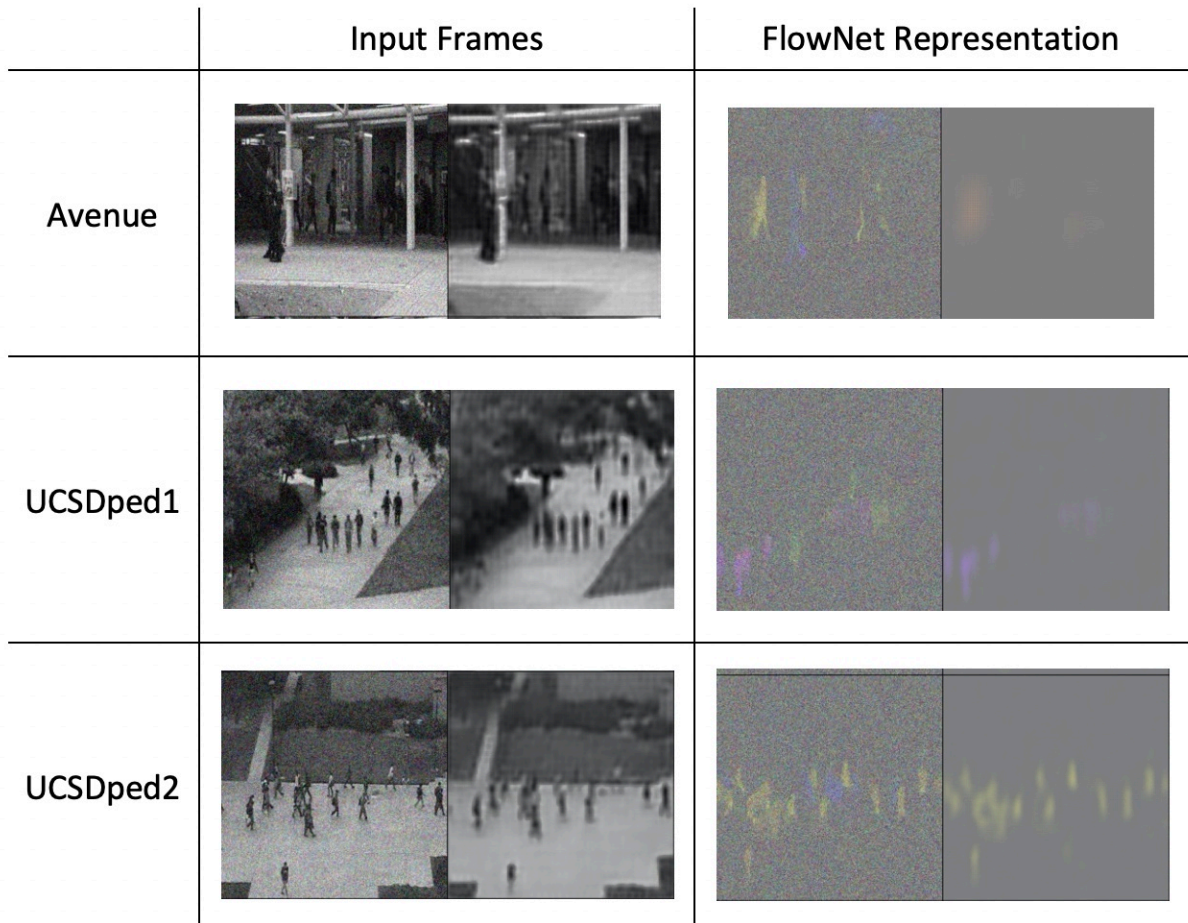 Input Frames
FlowNet Representation
Avenue
UCSDped1
UCSDped2